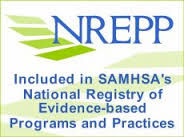 NREPP
Included in SAMHSA's
National Registry of
Evidence-based
Programs and Practices